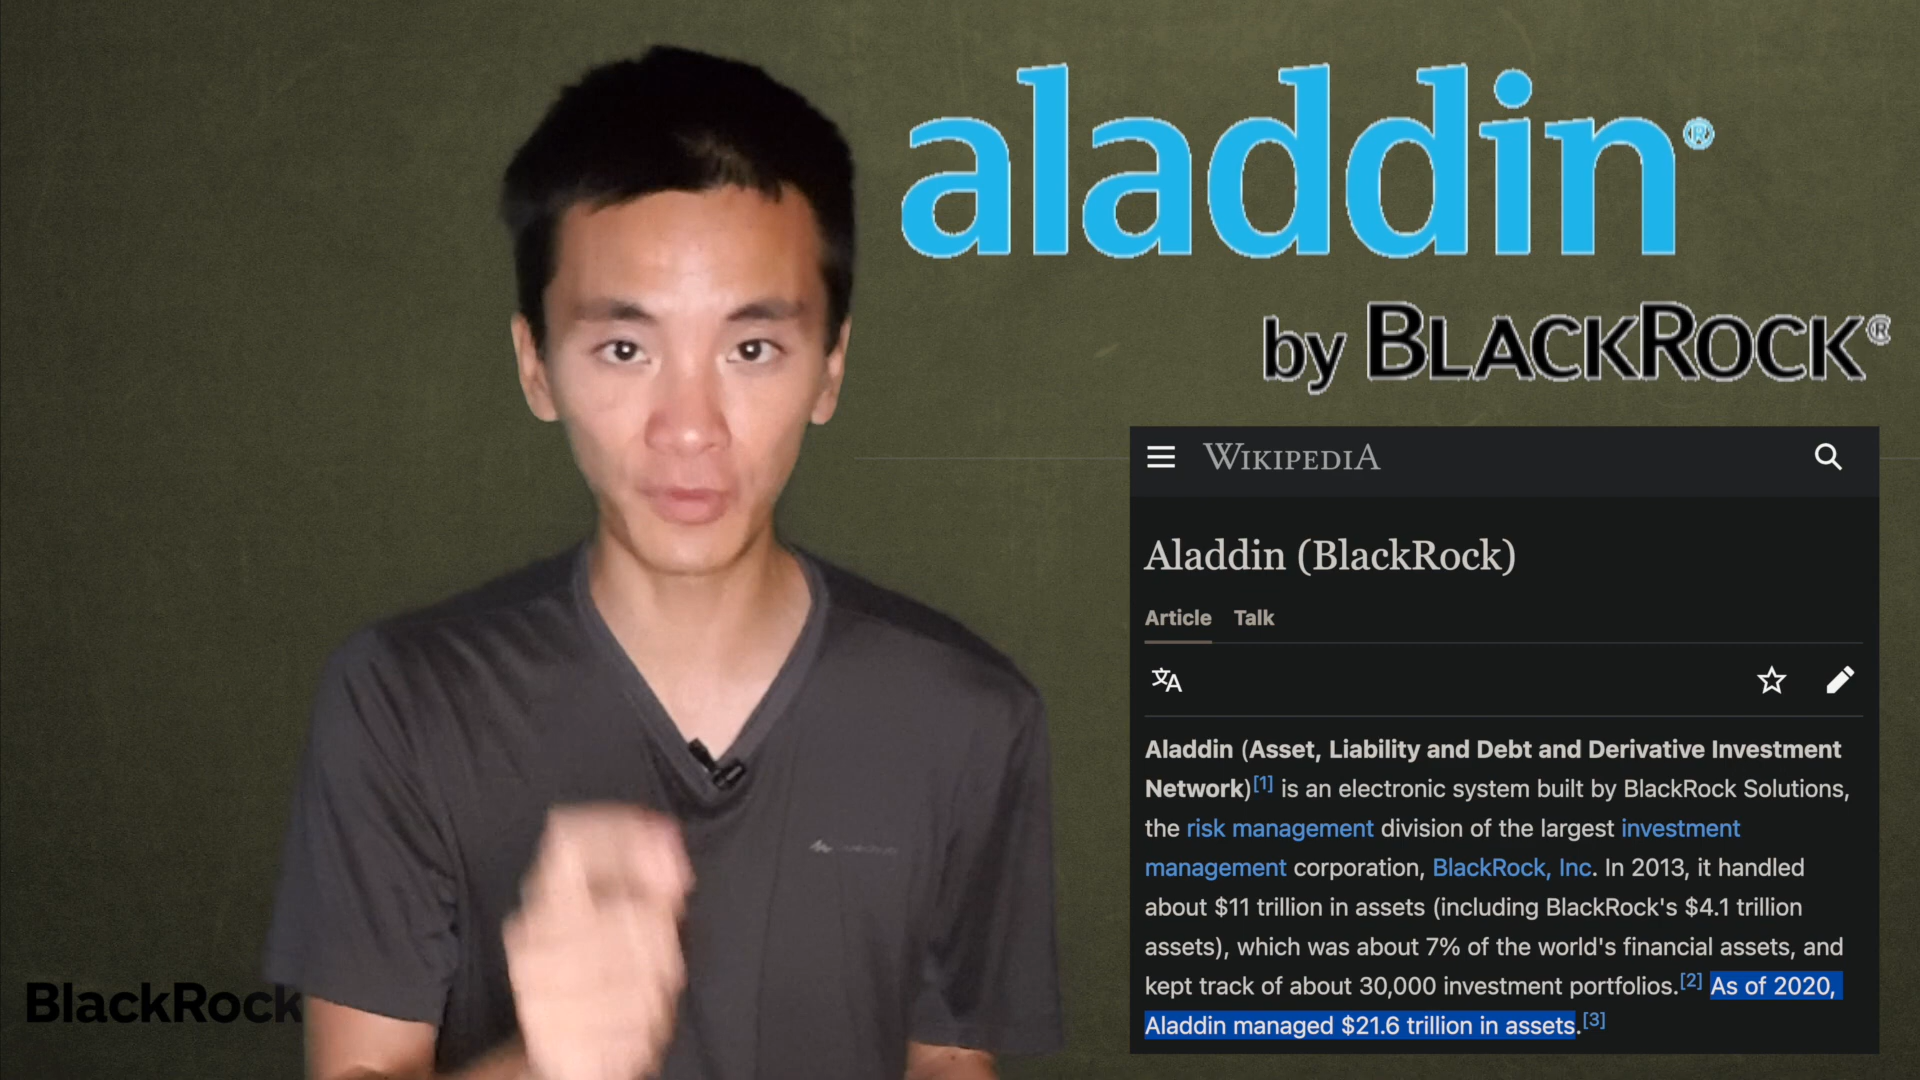 aladdin®
by BLACKROCK®
WIKIPEDIA
Aladdin (BlackRock)
Article Talk
Aladdin (Asset, Liability and Debt and Derivative Investment
Network)[1] is an electronic system built by BlackRock Solutions,
the risk management division of the largest investment
management corporation, BlackRock, Inc. In 2013, it handled
about $11 trillion in assets (including BlackRock's $4.1 trillion
assets), which was about 7% of the world's financial assets, and
kept track of about 30,000 investment portfolios.[2] As of 2020,
Aladdin managed $21.6 trillion in assets.[3]
BlackRock